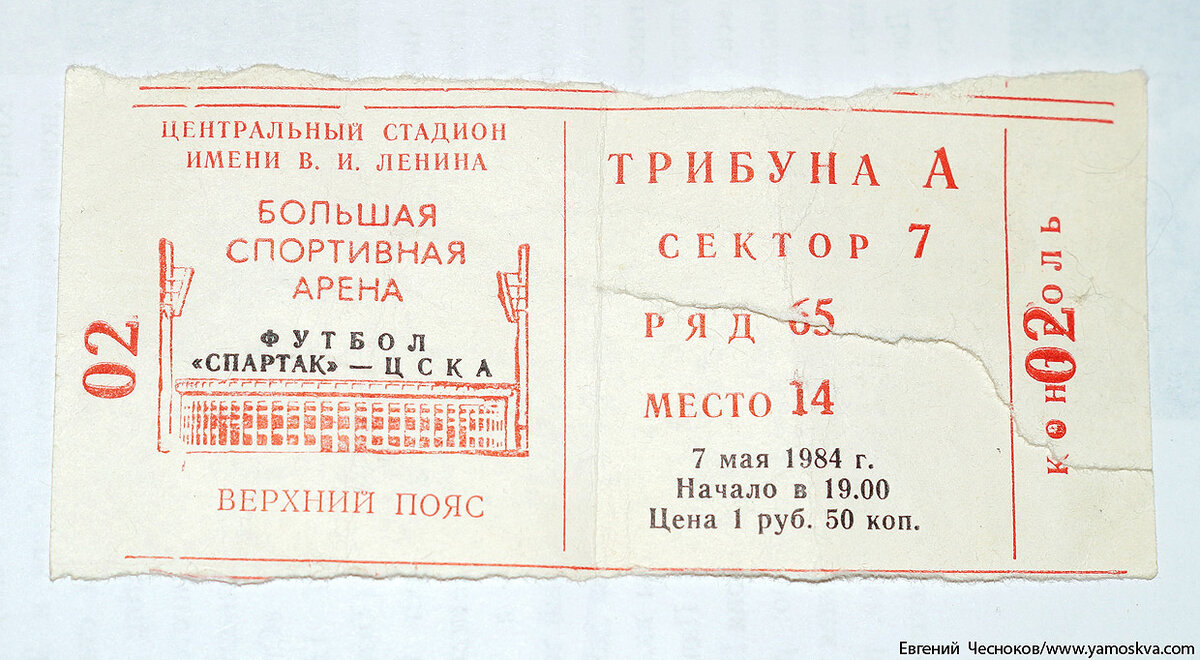 ЦЕНТРАЛЬНЫЙ СТАДИОН
ИМЕНИ В. И. ЛЕНИНА
БОЛЬШАЯ
СПОРТИВНАЯ
АРЕНА
ФУТБОЛ
«СПАРТАК» — ЦСКА
02
ВЕРХНИЙ ПОЯС
ТРИБУНА А
СЕКТОР 7
РЯД 65
МЕСТО 14
7 мая 1984 г.
Начало в 19.00
Цена 1 руб. 50 коп.
КОНТРОЛЬ
02
Евгений Чесноков/www.yamoskva.com